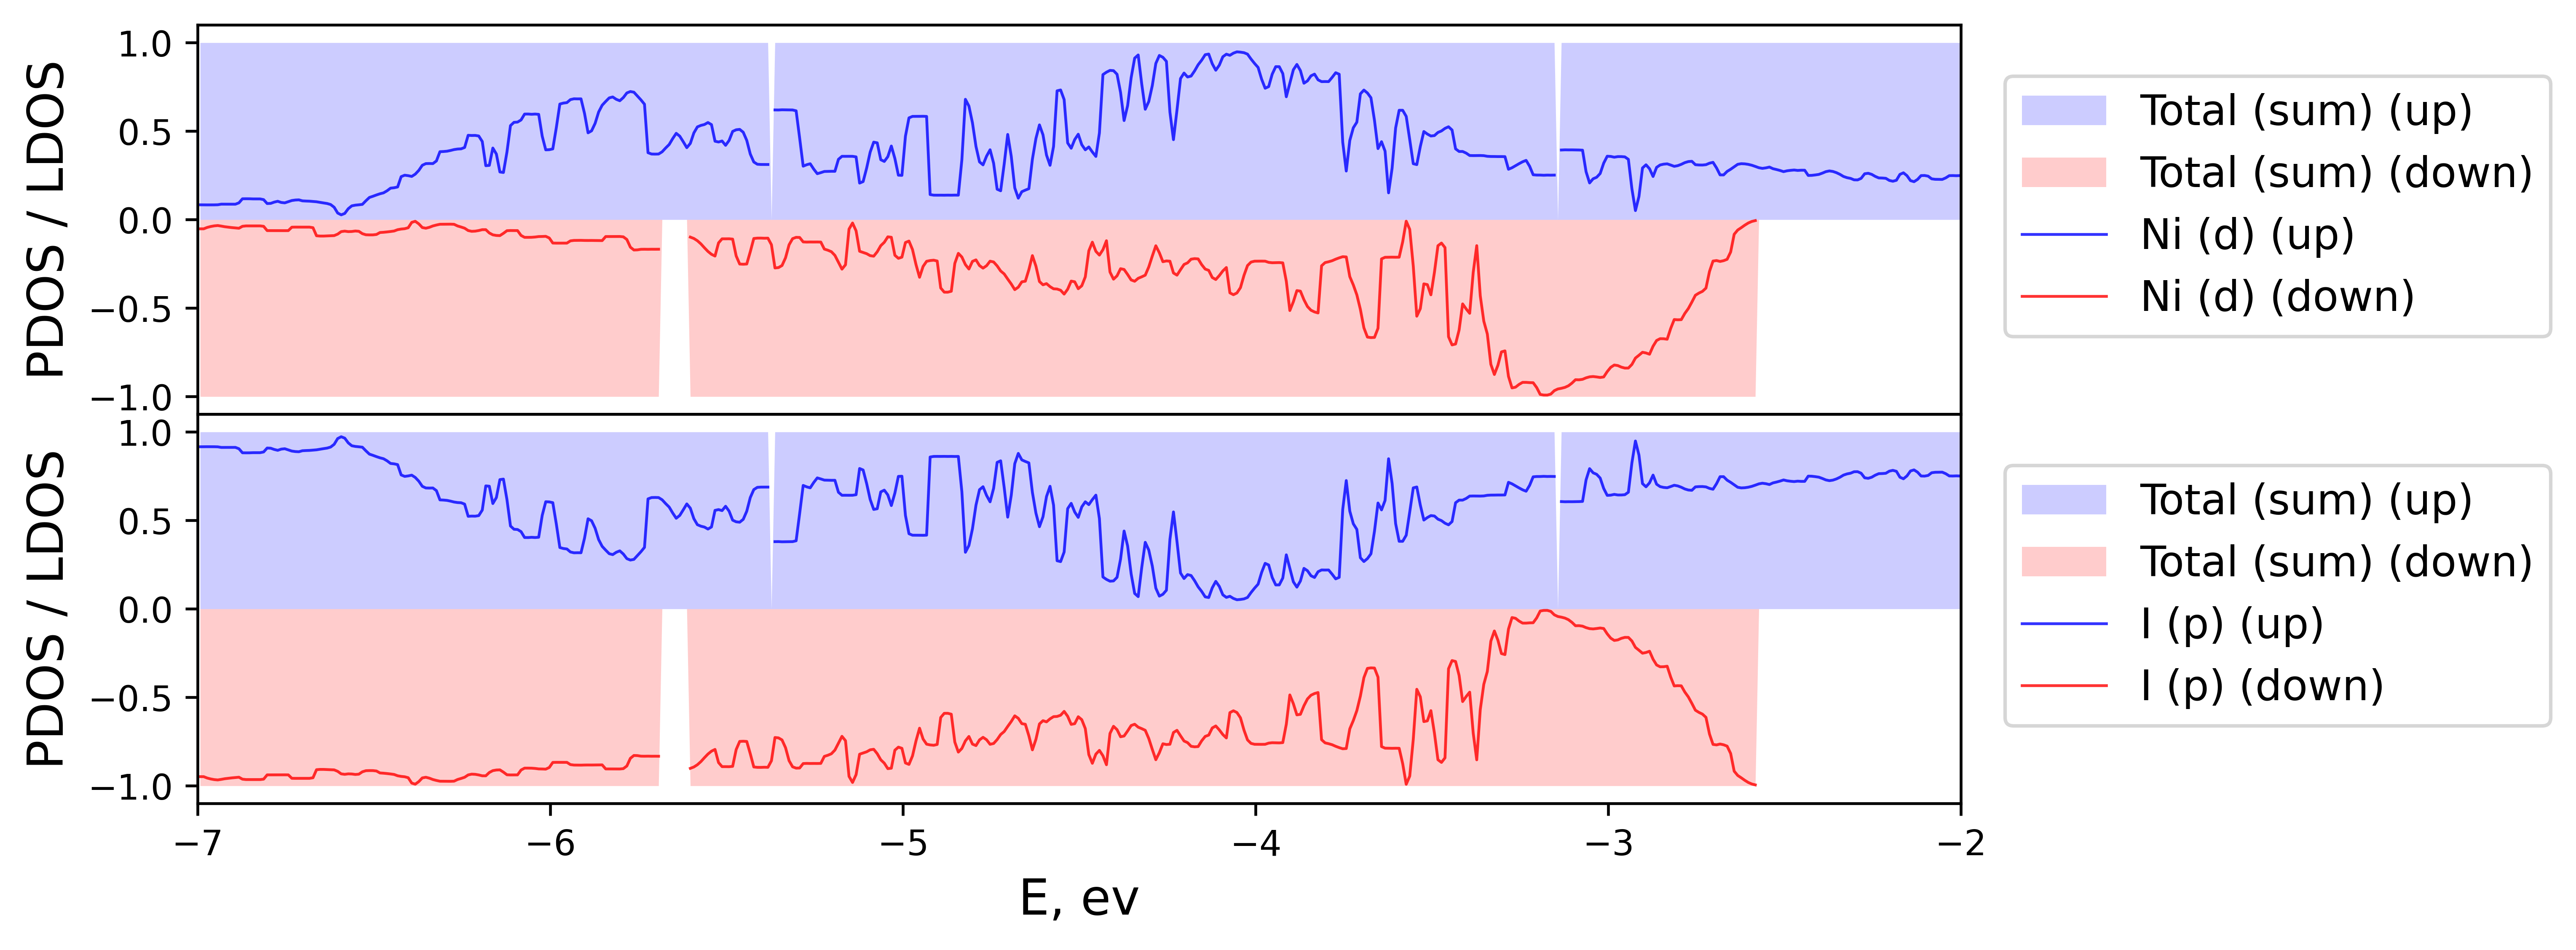 PDOS / LDOS
1.0
0.5
0.0
−0.5
−1.0
Total (sum) (up)
Total (sum) (down)
Ni (d) (up)
Ni (d) (down)
PDOS / LDOS
1.0
0.5
0.0
−0.5
−1.0
Total (sum) (up)
Total (sum) (down)
I (p) (up)
I (p) (down)
−7 −6 −5 −4 −3 −2
E, ev